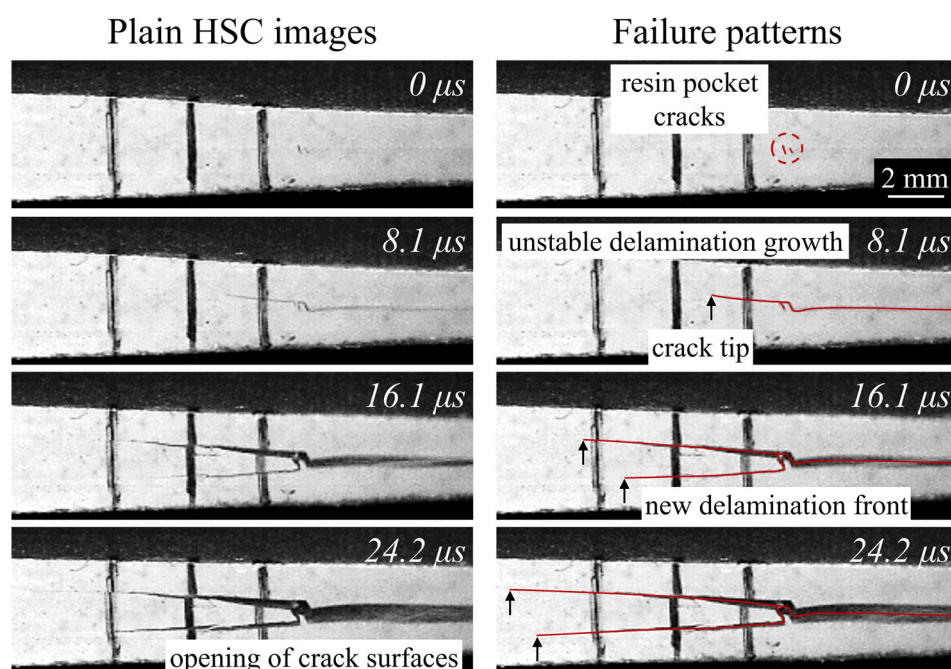 Plain HSC images
Failure patterns
0 μs
resin pocket
cracks
0 μs
2 mm
8.1 μs
unstable delamination growth
8.1 μs
crack tip
16.1 μs
16.1 μs
new delamination front
24.2 μs
opening of crack surfaces
24.2 μs